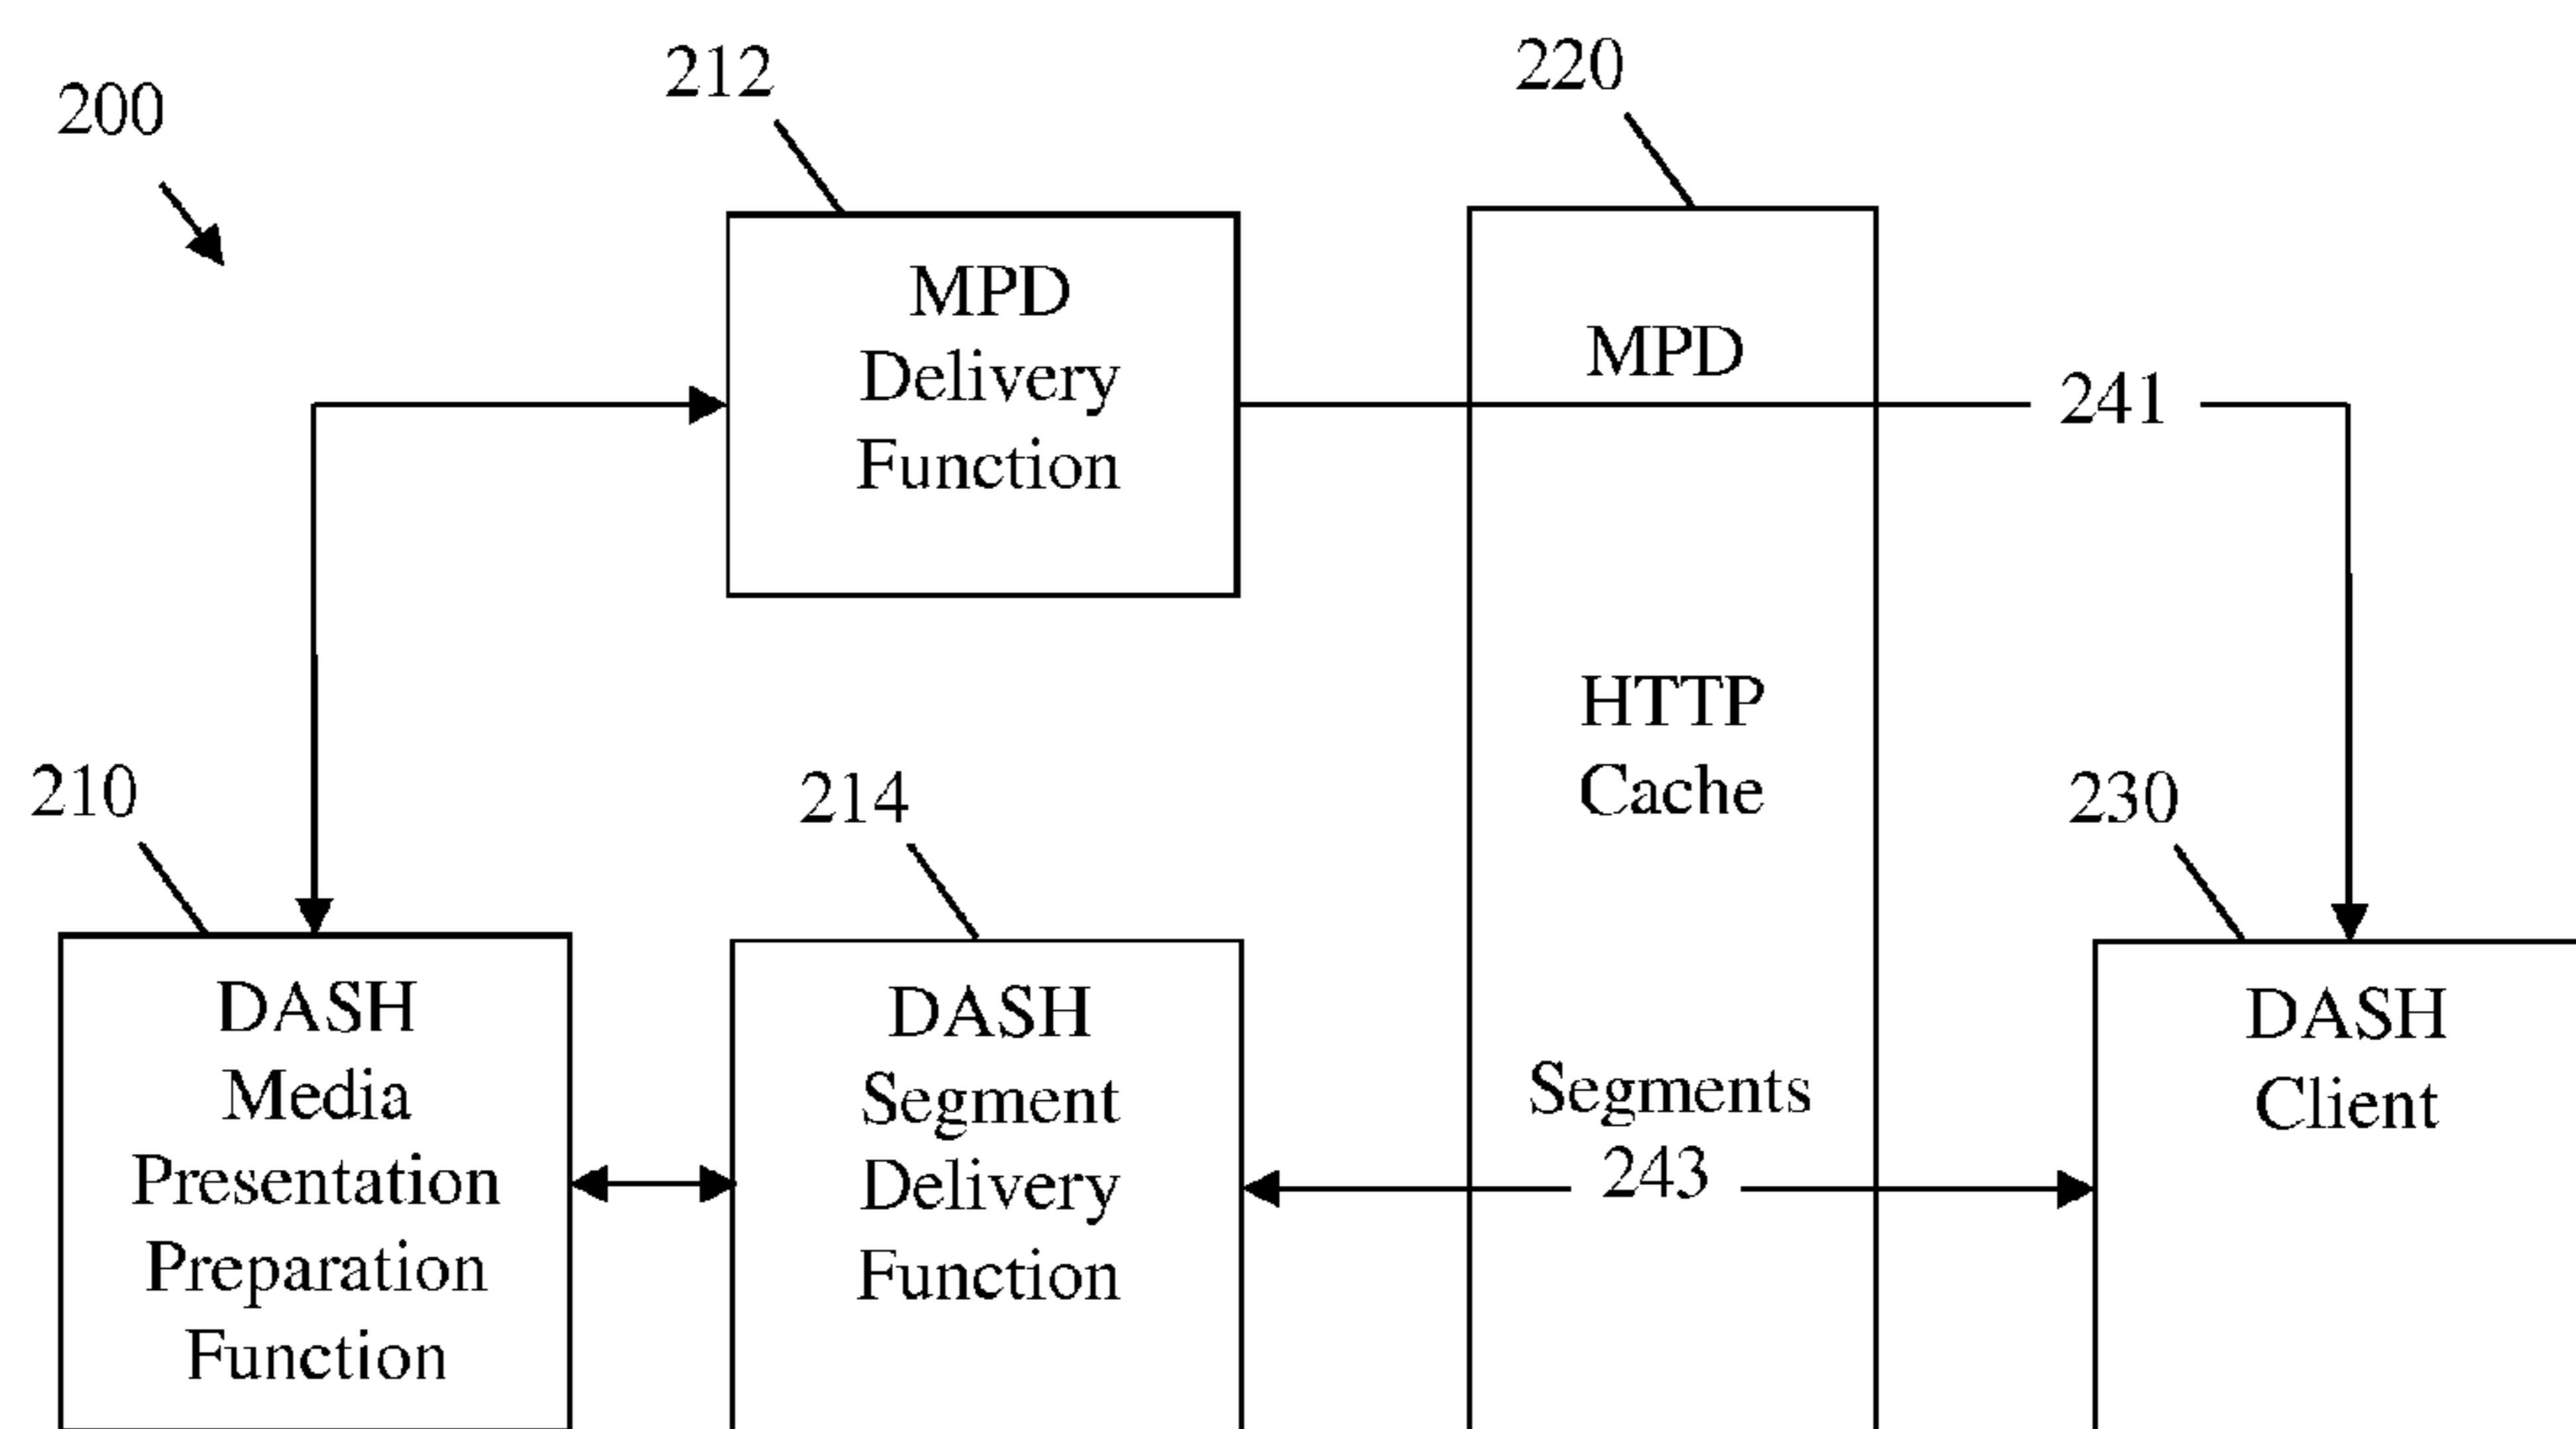 200
212
220
MPD
Delivery
Function
MPD
241
HTTP
Cache
210
214
230
DASH
Media
Presentation
Preparation
Function
DASH
Segment
Delivery
Function
Segments
243
DASH
Client